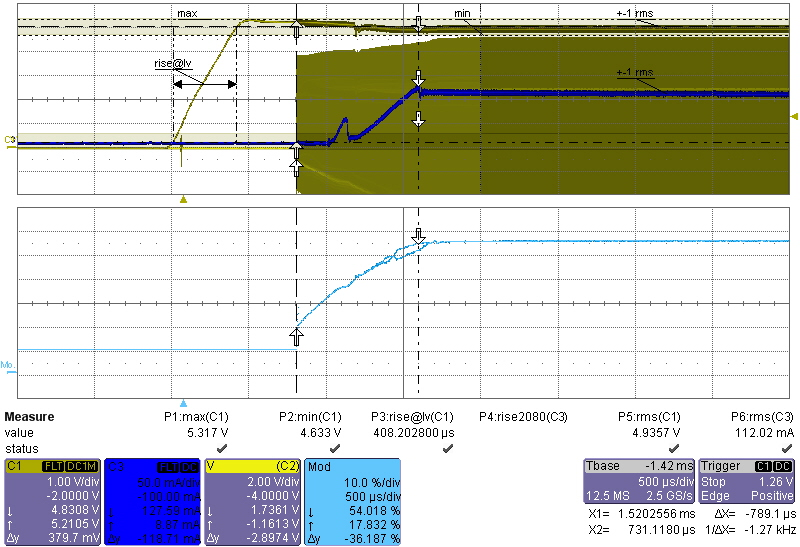 max
min
+-1 rms
rise@lv
+-1 rms
C3
Mo.
Measure P1:max(C1) P2:min(C1) P3:rise@lv(C1) P4:rise2080(C3) P5:rms(C1) P6:rms(C3)
value 5.317 V 4.633 V 408.202800 µs 4.9357 V 112.02 mA
status
C1 FLT DC1M
1.00 V/div
-2.0000 V
↓ 4.8308 V
↑ 5.2105 V
Δy 379.7 mV
C3 FLT DC
50.0 mA/div
100.00 mA
↓ 127.59 mA
↑ 8.87 mA
Δy -118.71 mA
V (C2)
2.00 V/div
-4.0000 V
↓ 1.7361 V
↑ -1.1613 V
Δy -2.8974 V
Mod
10.0 %/div
500 µs/div
↓ 54.018 %
↑ 17.832 %
Δy -36.187 %
Tbase -1.42 ms
500 µs/div
12.5 MS 2.5 GS/s
Trigger C1 DC
Stop 1.26 V
Edge Positive
X1= 1.5202556 ms ΔX= -789.1 µs
X2= 731.1180 µs 1/ΔX= -1.27 kHz